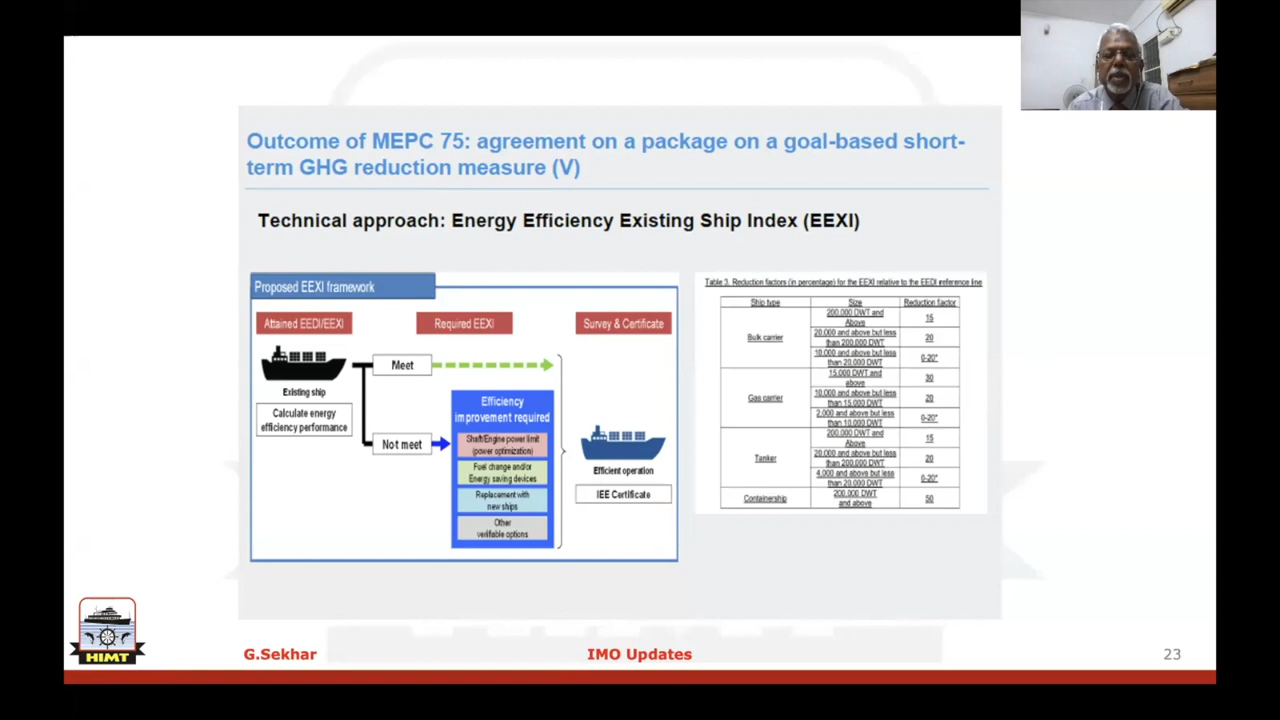 Outcome of MEPC 75: agreement on a package on a goal-based short-
term GHG reduction measure (V)
Technical approach: Energy Efficiency Existing Ship Index (EEXI)
Proposed EEXI framework
Attained EEDI/EEXI
Required EEXI
Survey & Certificate
Existing ship
Calculate energy
efficiency performance
Meet
Not meet
Efficiency
improvement required
Shaft/Engine power limit
(power optimization)
Fuel change and/or
Energy saving devices
Replacement with
new ships
Other
verifiable options
Efficient operation
IEE Certificate
Table 3. Reduction factors (in percentage) for the EEXI relative to the EEDI reference line
Ship type Size Reduction factor
Bulk carrier
200,000 DWT and
Above
15
20,000 and above but less
than 200,000 DWT
20
10,000 and above but less
than 20,000 DWT
0-20*
Gas carrier
15,000 DWT and
above
30
10,000 and above but less
than 15,000 DWT
20
2,000 and above but less
than 10,000 DWT
0-20*
Tanker
200,000 DWT and
Above
15
20,000 and above but less
than 200,000 DWT
20
4,000 and above but less
than 20,000 DWT
0-20*
Containership
200,000 DWT
and above
50
HIMT
G.Sekhar
IMO Updates
23